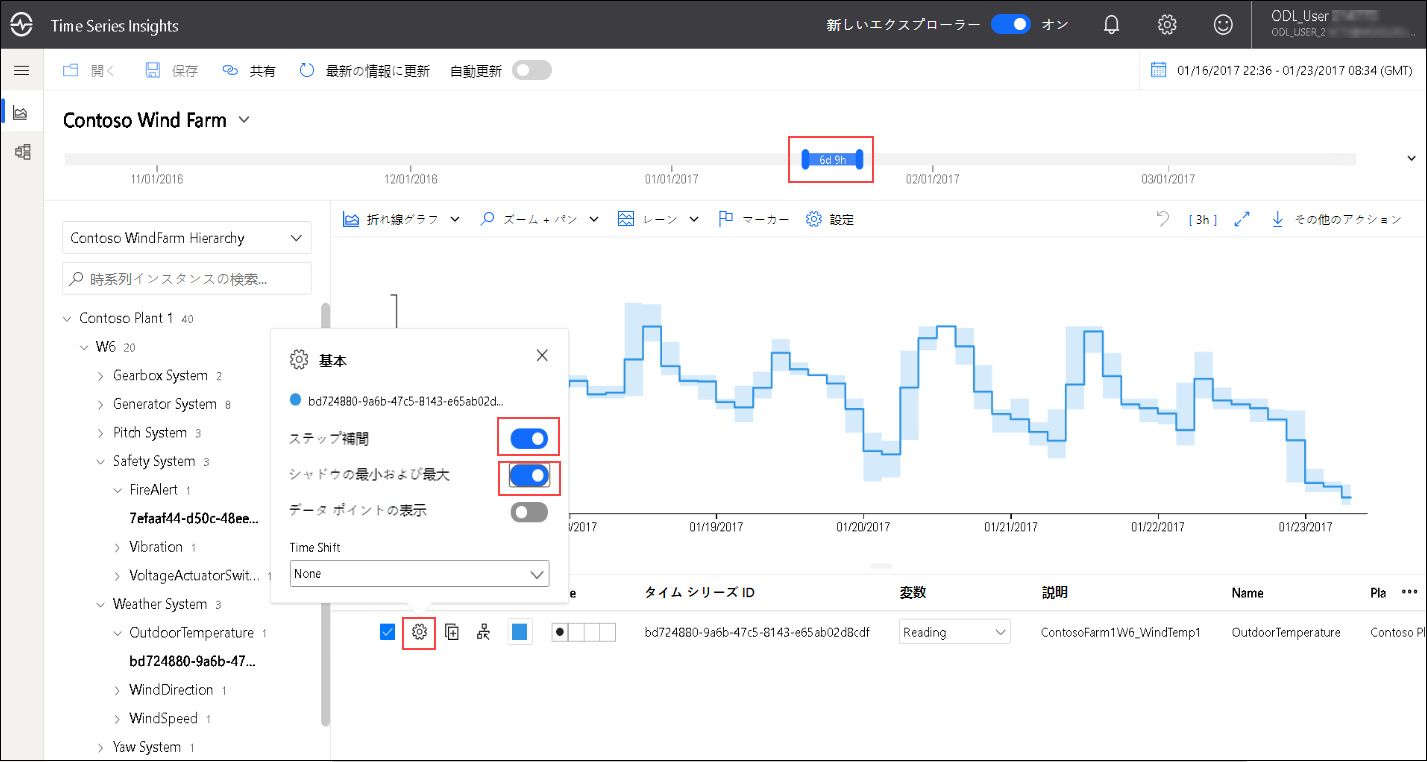 Time Series Insights
新しいエクスプローラー オン
ODL_User
ODL_USER_2
開く 保存 共有 最新の情報に更新 自動更新
01/16/2017 22:36 - 01/23/2017 08:34 (GMT)
Contoso Wind Farm
6d 9h
11/01/2016 12/01/2016 01/01/2017 02/01/2017 03/01/2017
折れ線グラフ ズーム + パン レーン マーカー 設定 [ 3h ] その他のアクション
Contoso WindFarm Hierarchy
時系列インスタンスの検索...
Contoso Plant 1 40
W6 20
Gearbox System 2
Generator System 8
Pitch System 3
Safety System 3
FireAlert 1
7efaaf44-d50c-48ee...
Vibration 1
VoltageActuatorSwit... 1
Weather System 3
OutdoorTemperature 1
bd724880-9a6b-47...
WindDirection 1
WindSpeed 1
Yaw System 1
基本
bd724880-9a6b-47c5-8143-e65ab02d...
ステップ補間
シャドウの最小および最大
データ ポイントの表示
Time Shift
None
/2017 01/19/2017 01/20/2017 01/21/2017 01/22/2017 01/23/2017
e タイム シリーズ ID 変数 説明 Name Pla
bd724880-9a6b-47c5-8143-e65ab02d8cdf Reading ContosoFarm1W6_WindTemp1 OutdoorTemperature Contoso Pl